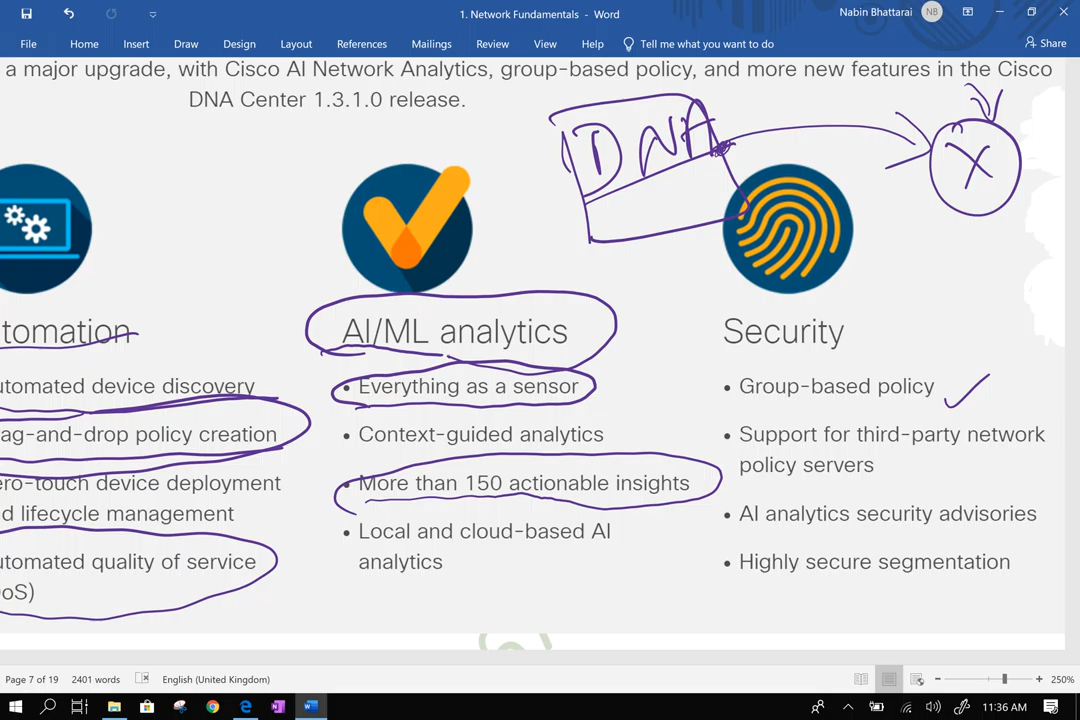 1. Network Fundamentals - Word
Nabin Bhattarai NB
File Home Insert Draw Design Layout References Mailings Review View Help Tell me what you want to do Share
a major upgrade, with Cisco AI Network Analytics, group-based policy, and more new features in the Cisco
DNA Center 1.3.1.0 release.
DNA
X
tomation
utomated device discovery
ag-and-drop policy creation
ero-touch device deployment
d lifecycle management
utomated quality of service
oS)
AI/ML analytics
• Everything as a sensor
• Context-guided analytics
• More than 150 actionable insights
• Local and cloud-based AI
analytics
Security
• Group-based policy
• Support for third-party network
policy servers
• AI analytics security advisories
• Highly secure segmentation
Page 7 of 19 2401 words English (United Kingdom) 250%
11:36 AM